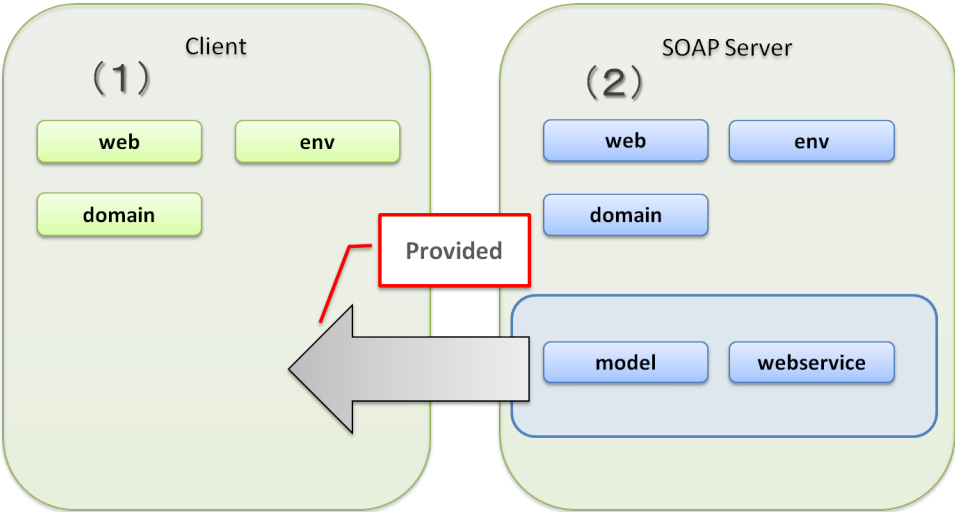 Client
（1）
web
env
domain
SOAP Server
（2）
web
env
domain
Provided
model
webservice